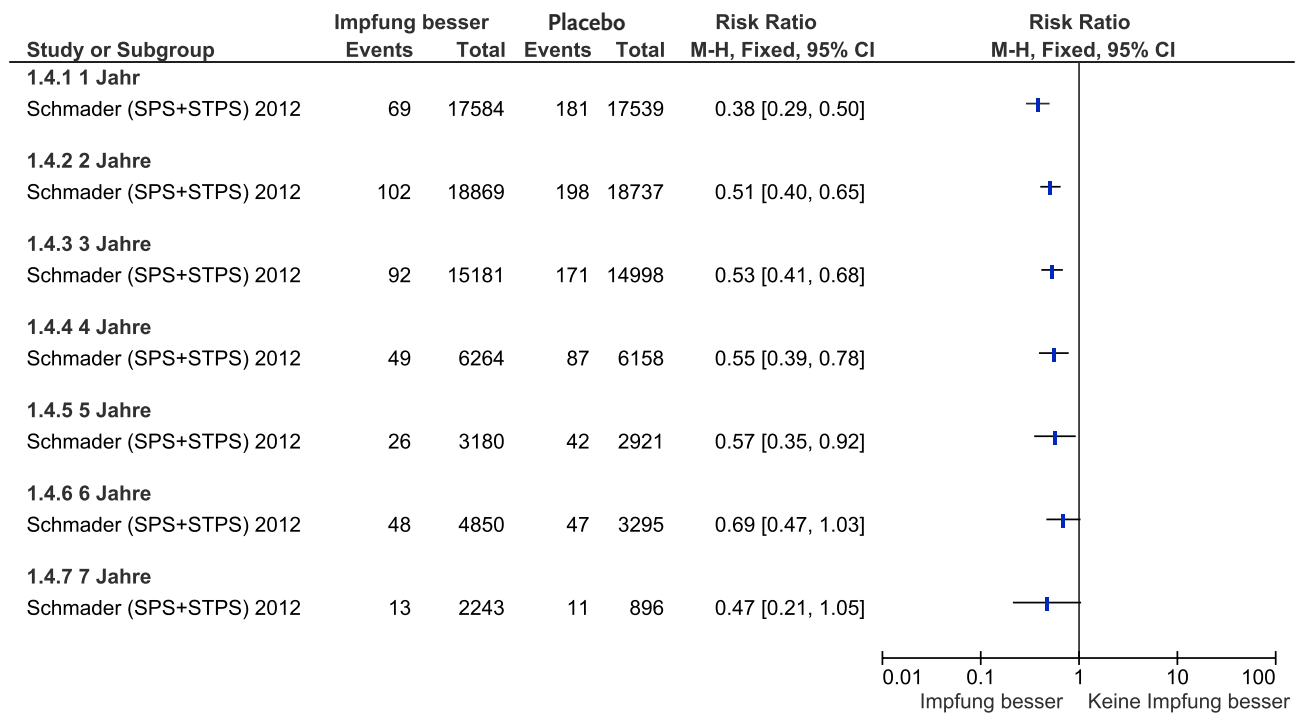 Impfung besser Placebo Risk Ratio Risk Ratio
Study or Subgroup Events Total Events Total M-H, Fixed, 95% CI M-H, Fixed, 95% CI
1.4.1 1 Jahr
Schmader (SPS+STPS) 2012 69 17584 181 17539 0.38 [0.29, 0.50]
1.4.2 2 Jahre
Schmader (SPS+STPS) 2012 102 18869 198 18737 0.51 [0.40, 0.65]
1.4.3 3 Jahre
Schmader (SPS+STPS) 2012 92 15181 171 14998 0.53 [0.41, 0.68]
1.4.4 4 Jahre
Schmader (SPS+STPS) 2012 49 6264 87 6158 0.55 [0.39, 0.78]
1.4.5 5 Jahre
Schmader (SPS+STPS) 2012 26 3180 42 2921 0.57 [0.35, 0.92]
1.4.6 6 Jahre
Schmader (SPS+STPS) 2012 48 4850 47 3295 0.69 [0.47, 1.03]
1.4.7 7 Jahre
Schmader (SPS+STPS) 2012 13 2243 11 896 0.47 [0.21, 1.05]
0.01 0.1 1 10 100
Impfung besser Keine Impfung besser